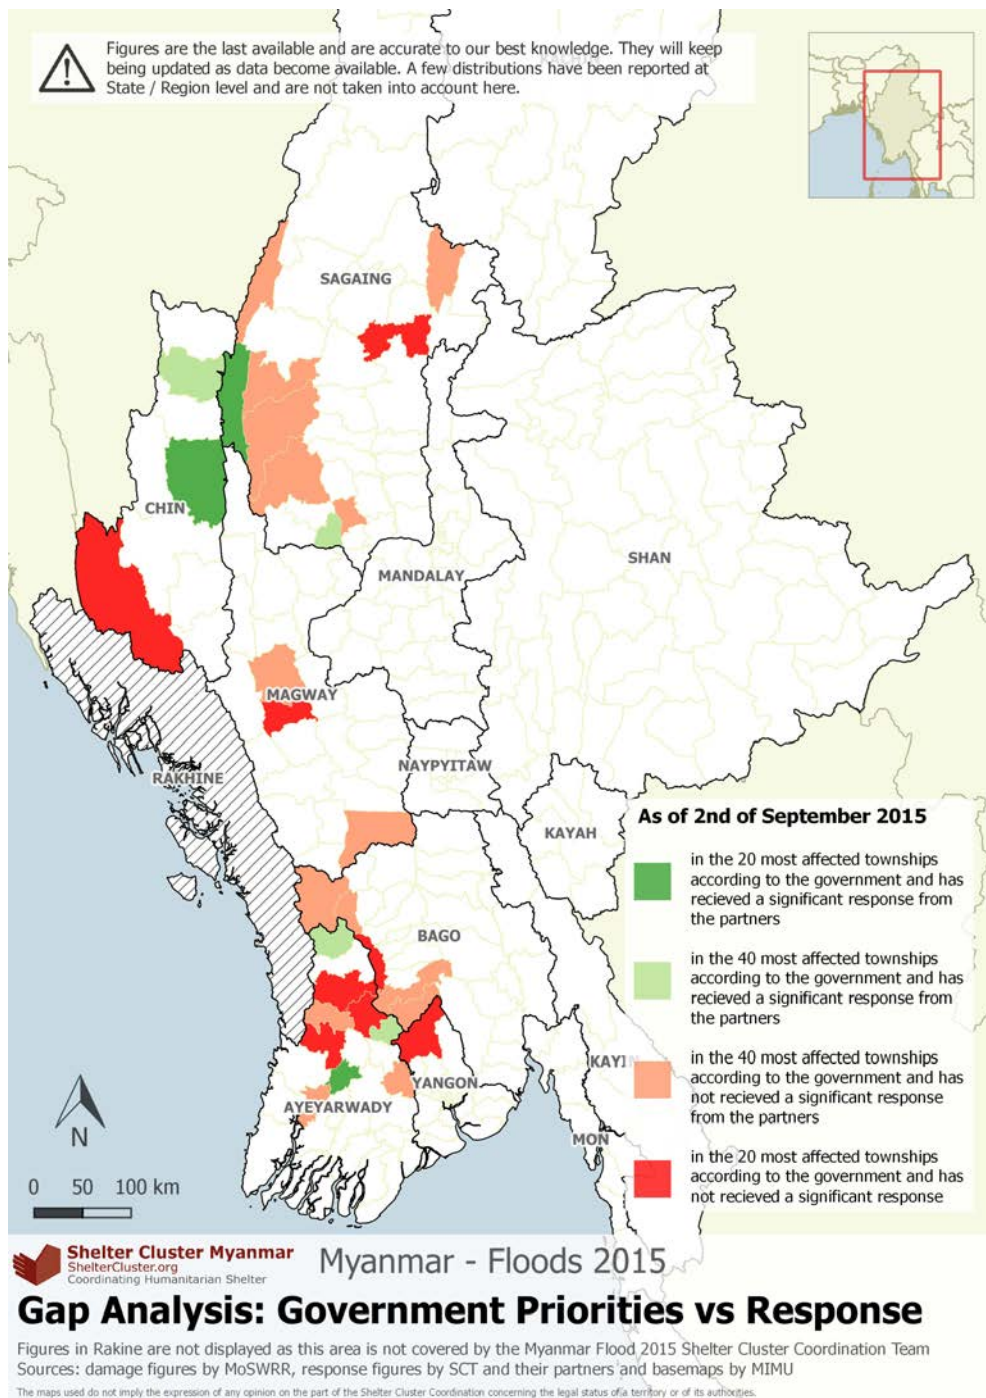 Figures are the last available and are accurate to our best knowledge. They will keep
being updated as data become available. A few distributions have been reported at
State / Region level and are not taken into account here.
KACHIN
SAGAING
CHIN
SHAN
MANDALAY
MAGWAY
NAYPYITAW
RAKHINE
KAYAH
BAGO
KAYIN
YANGON
AYEYARWADY
MON
As of 2nd of September 2015
in the 20 most affected townships
according to the government and has
recieved a significant response from
the partners
in the 40 most affected townships
according to the government and has
recieved a significant response from
the partners
in the 40 most affected townships
according to the government and has
not recieved a significant response
from the partners
in the 20 most affected townships
according to the government and has
not recieved a significant response
N
0 50 100 km
Shelter Cluster Myanmar
ShelterCluster.org
Coordinating Humanitarian Shelter
Myanmar - Floods 2015
Gap Analysis: Government Priorities vs Response
Figures in Rakine are not displayed as this area is not covered by the Myanmar Flood 2015 Shelter Cluster Coordination Team
Sources: damage figures by MoSWRR, response figures by SCT and their partners and basemaps by MIMU
The maps used do not imply the expression of any opinion on the part of the Shelter Cluster Coordination concerning the legal status of a territory or of its authorities.